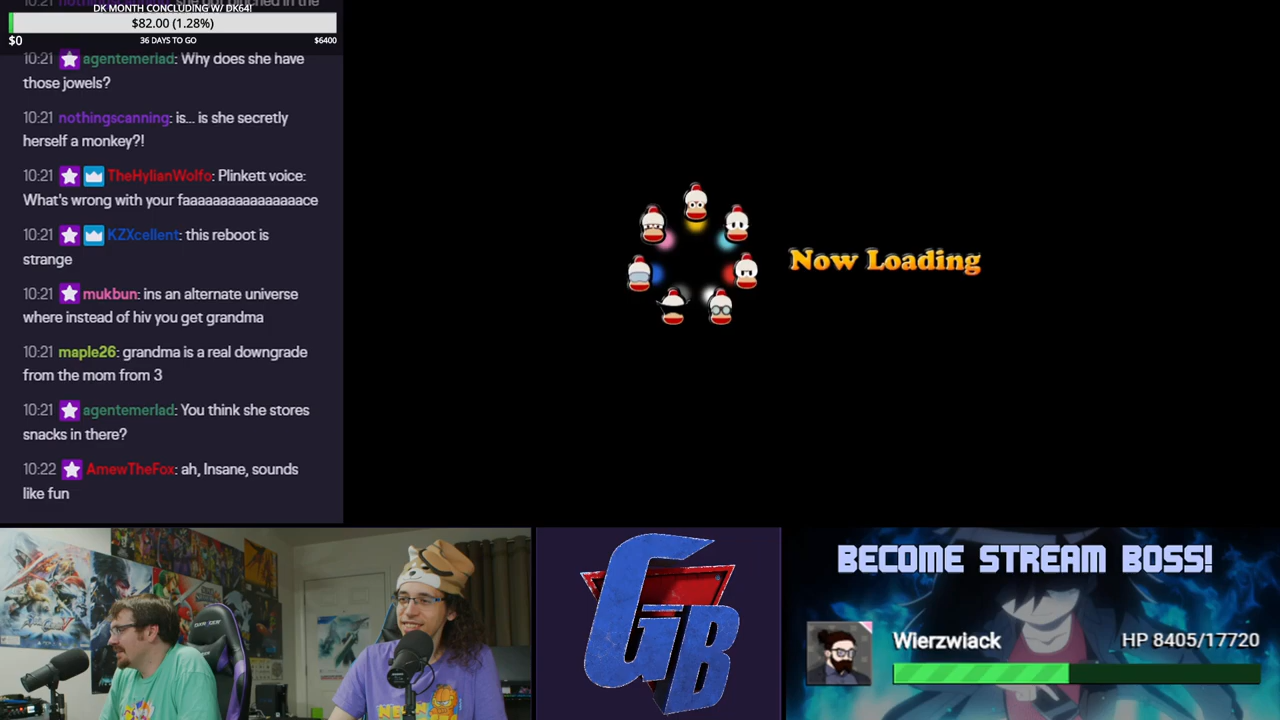 DK MONTH CONCLUDING W/ DK64!
$82.00 (1.28%)
$0 36 DAYS TO GO $6400
10:21 agentemerlad: Why does she have
those jowels?
10:21 nothingscanning: is... is she secretly
herself a monkey?!
10:21 TheHylianWolfo: Plinkett voice:
What's wrong with your faaaaaaaaaaaaaaaace
10:21 KZXcellent: this reboot is
strange
10:21 mukbun: ins an alternate universe
where instead of hiv you get grandma
10:21 maple26: grandma is a real downgrade
from the mom from 3
10:21 agentemerlad: You think she stores
snacks in there?
10:22 AmewTheFox: ah, Insane, sounds
like fun
Now Loading
GB
BECOME STREAM BOSS!
Wierzwiack HP 8405/17720